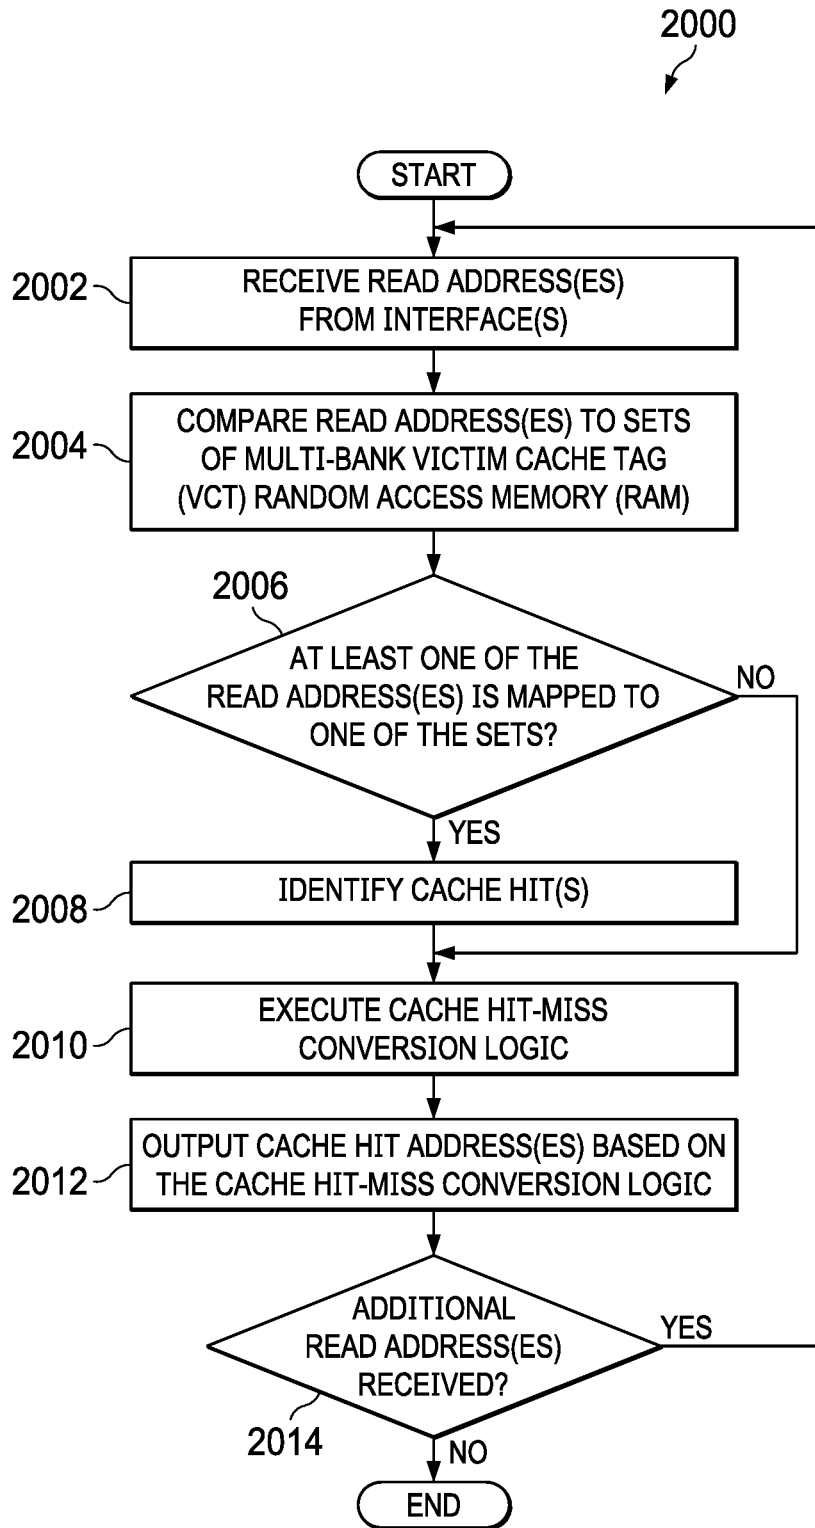 2000
START
2002
RECEIVE READ ADDRESS(ES)
FROM INTERFACE(S)
2004
COMPARE READ ADDRESS(ES) TO SETS
OF MULTI-BANK VICTIM CACHE TAG
(VCT) RANDOM ACCESS MEMORY (RAM)
2006
AT LEAST ONE OF THE
READ ADDRESS(ES) IS MAPPED TO
ONE OF THE SETS?
NO
YES
2008
IDENTIFY CACHE HIT(S)
2010
EXECUTE CACHE HIT-MISS
CONVERSION LOGIC
2012
OUTPUT CACHE HIT ADDRESS(ES) BASED ON
THE CACHE HIT-MISS CONVERSION LOGIC
ADDITIONAL
READ ADDRESS(ES)
RECEIVED?
YES
2014
NO
END